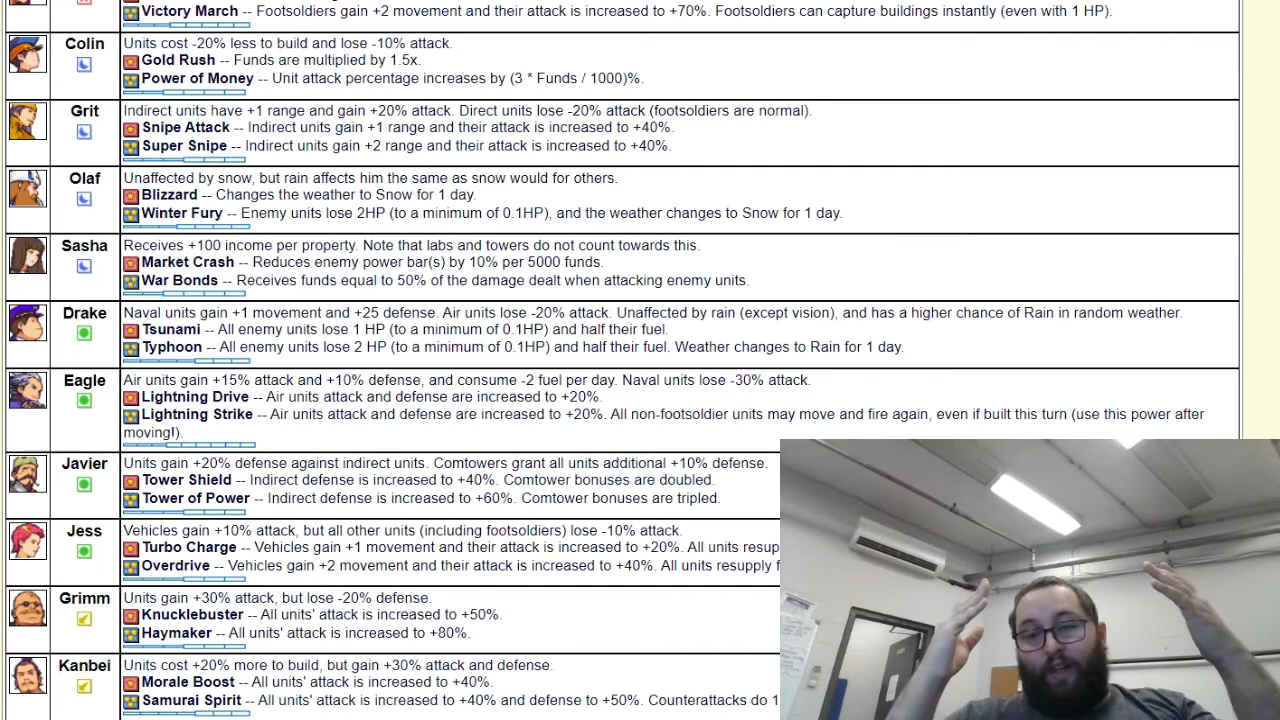 Victory March -- Footsoldiers gain +2 movement and their attack is increased to +70%. Footsoldiers can capture buildings instantly (even with 1 HP).
Colin
Units cost -20% less to build and lose -10% attack.
Gold Rush -- Funds are multiplied by 1.5x.
Power of Money -- Unit attack percentage increases by (3 * Funds / 1000)%.
Grit
Indirect units have +1 range and gain +20% attack. Direct units lose -20% attack (footsoldiers are normal).
Snipe Attack -- Indirect units gain +1 range and their attack is increased to +40%.
Super Snipe -- Indirect units gain +2 range and their attack is increased to +40%.
Olaf
Unaffected by snow, but rain affects him the same as snow would for others.
Blizzard -- Changes the weather to Snow for 1 day.
Winter Fury -- Enemy units lose 2HP (to a minimum of 0.1HP), and the weather changes to Snow for 1 day.
Sasha
Receives +100 income per property. Note that labs and towers do not count towards this.
Market Crash -- Reduces enemy power bar(s) by 10% per 5000 funds.
War Bonds -- Receives funds equal to 50% of the damage dealt when attacking enemy units.
Drake
Naval units gain +1 movement and +25 defense. Air units lose -20% attack. Unaffected by rain (except vision), and has a higher chance of Rain in random weather.
Tsunami -- All enemy units lose 1 HP (to a minimum of 0.1HP) and half their fuel.
Typhoon -- All enemy units lose 2 HP (to a minimum of 0.1HP) and half their fuel. Weather changes to Rain for 1 day.
Eagle
Air units gain +15% attack and +10% defense, and consume -2 fuel per day. Naval units lose -30% attack.
Lightning Drive -- Air units attack and defense are increased to +20%.
Lightning Strike -- Air units attack and defense are increased to +20%. All non-footsoldier units may move and fire again, even if built this turn (use this power after
moving!).
Javier
Units gain +20% defense against indirect units. Comtowers grant all units additional +10% defense.
Tower Shield -- Indirect defense is increased to +40%. Comtower bonuses are doubled.
Tower of Power -- Indirect defense is increased to +60%. Comtower bonuses are tripled.
Jess
Vehicles gain +10% attack, but all other units (including footsoldiers) lose -10% attack.
Turbo Charge -- Vehicles gain +1 movement and their attack is increased to +20%. All units resup
Overdrive -- Vehicles gain +2 movement and their attack is increased to +40%. All units resupply f
Grimm
Units gain +30% attack, but lose -20% defense.
Knucklebuster -- All units' attack is increased to +50%.
Haymaker -- All units' attack is increased to +80%.
Kanbei
Units cost +20% more to build, but gain +30% attack and defense.
Morale Boost -- All units' attack is increased to +40%.
Samurai Spirit -- All units' attack is increased to +40% and defense to +50%. Counterattacks do 1